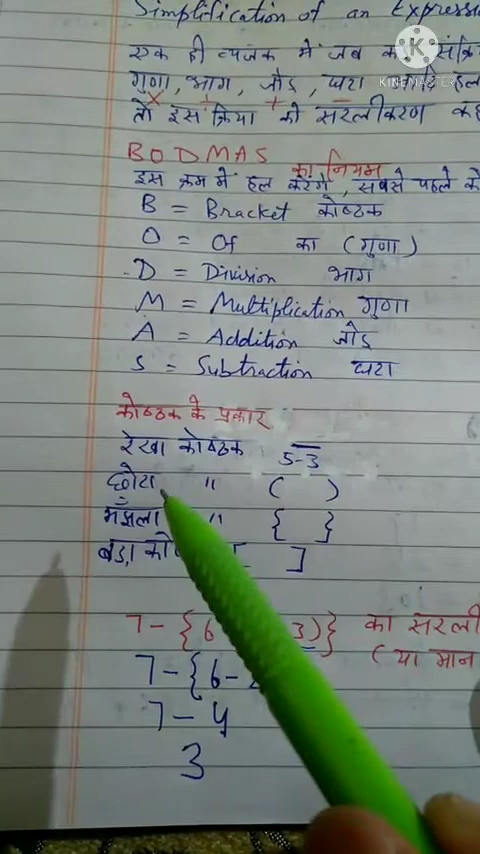 Simplification of an
KINEMASTER
एक ही व्यंजक में जब
गुणा, भाग, जोड़, घटा
× ÷ + −
तो इस क्रिया को सरलीकरण
BODMAS का नियम
इस क्रम में हल करेंगे, सबसे पहले
B = Bracket कोष्ठक
O = Of का (गुणा)
D = Division भाग
M = Multiplication गुणा
A = Addition जोड़
S = Subtraction घटा
कोष्ठक के प्रकार
रेखा कोष्ठक 5-3
छोटा " ( )
मँझला " { }
बड़ा ]
7-{6 3)} का
7-{6-
(या मान
7-4
3